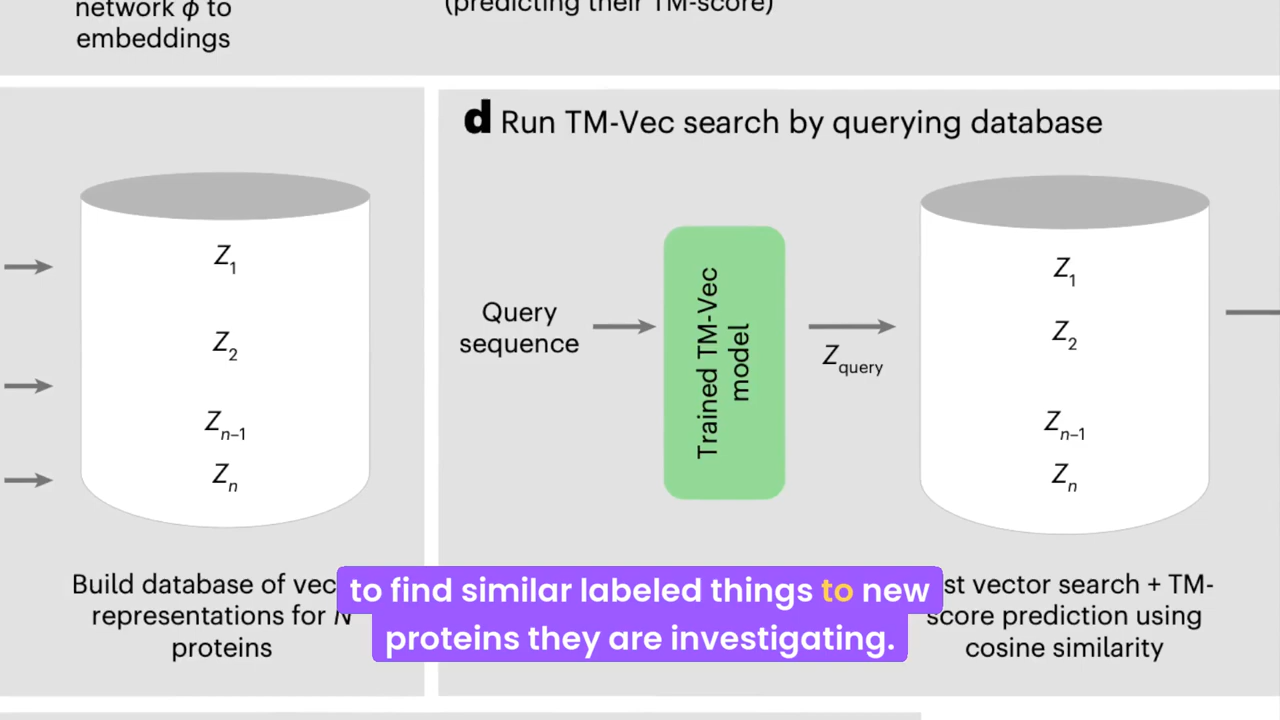 network ϕ to
embeddings
(predicting their TM-score)
d Run TM-Vec search by querying database
Z1
Z2
Zn–1
Zn
Build database of vec
representations for N
proteins
Query
sequence
Trained TM-Vec
model
Zquery
Z1
Z2
Zn–1
Zn
st vector search + TM-
score prediction using
cosine similarity
to find similar labeled things to new
proteins they are investigating.